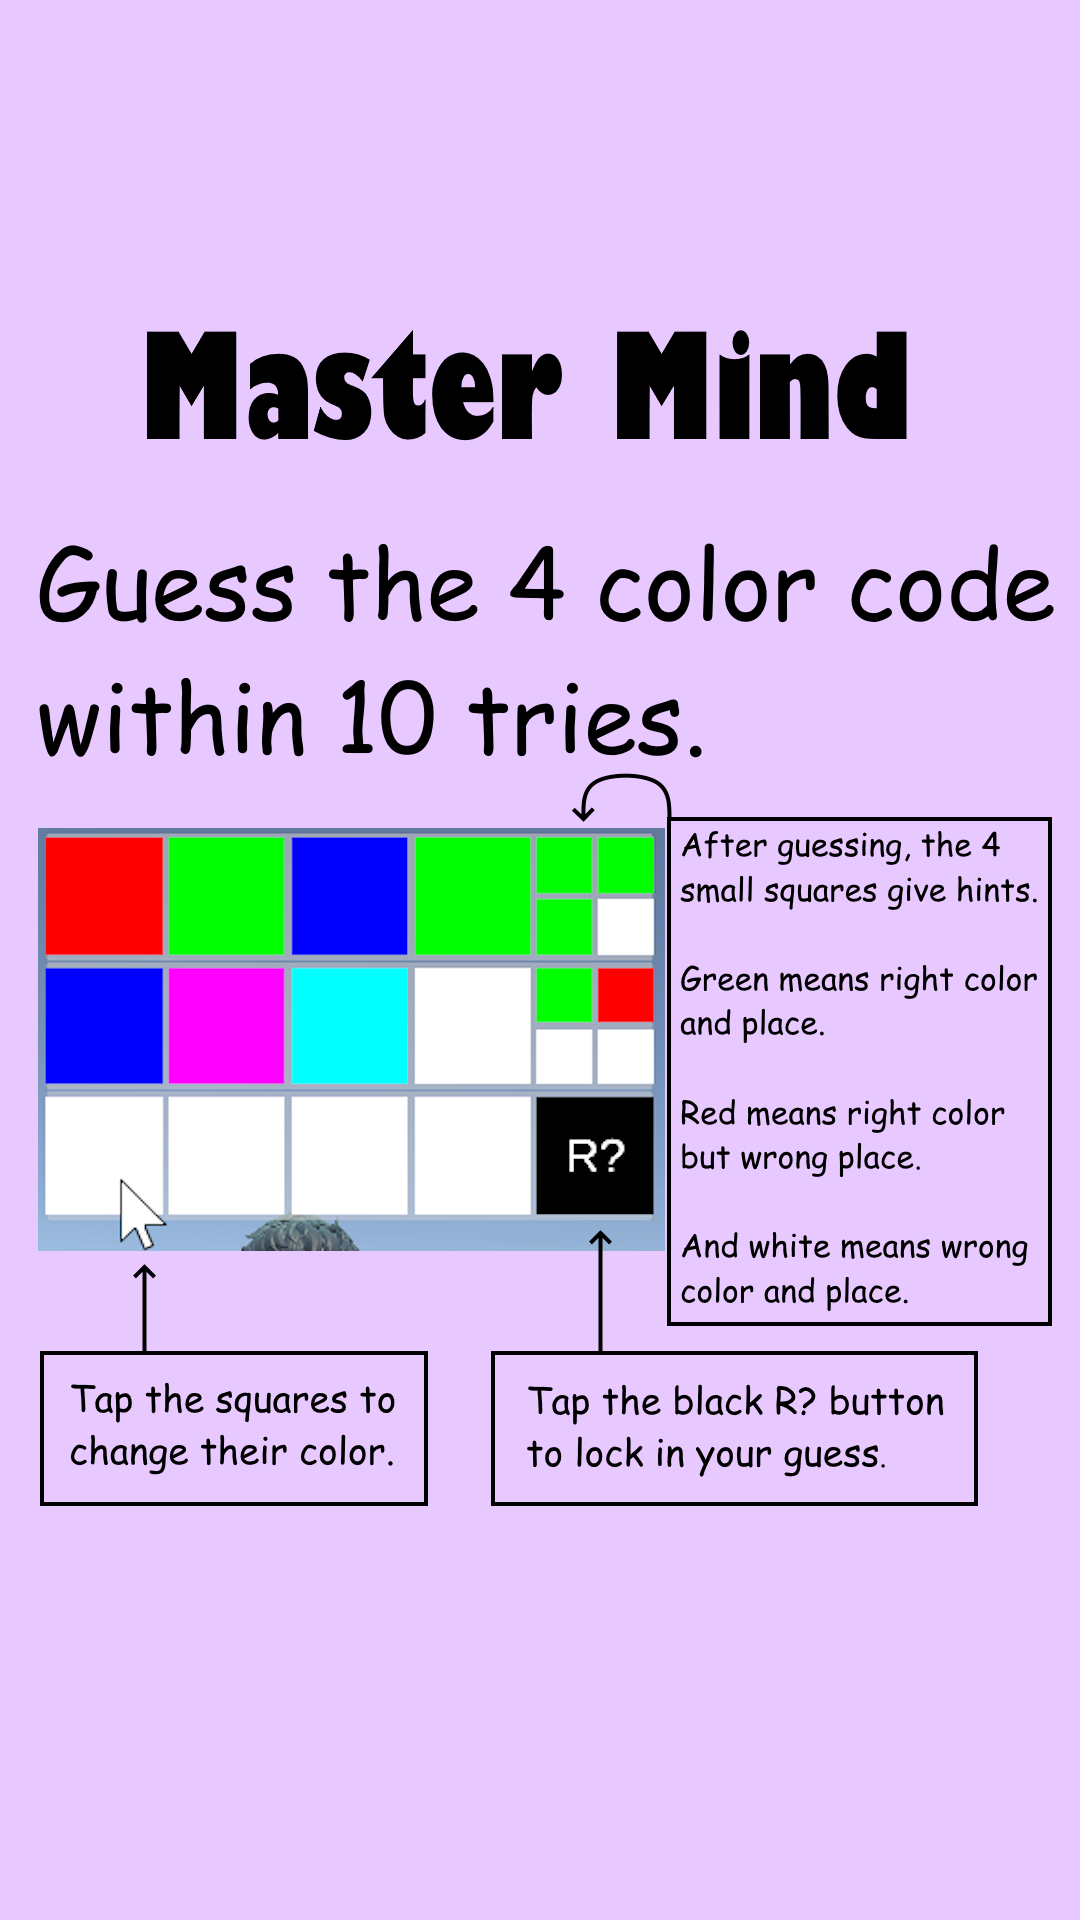 Master Mind
Guess the 4 color code
within 10 tries.
After guessing, the 4
small squares give hints.
Green means right color
and place.
Red means right color
but wrong place.
And white means wrong
color and place.
R?
Tap the squares to
change their color.
Tap the black R? button
to lock in your guess.